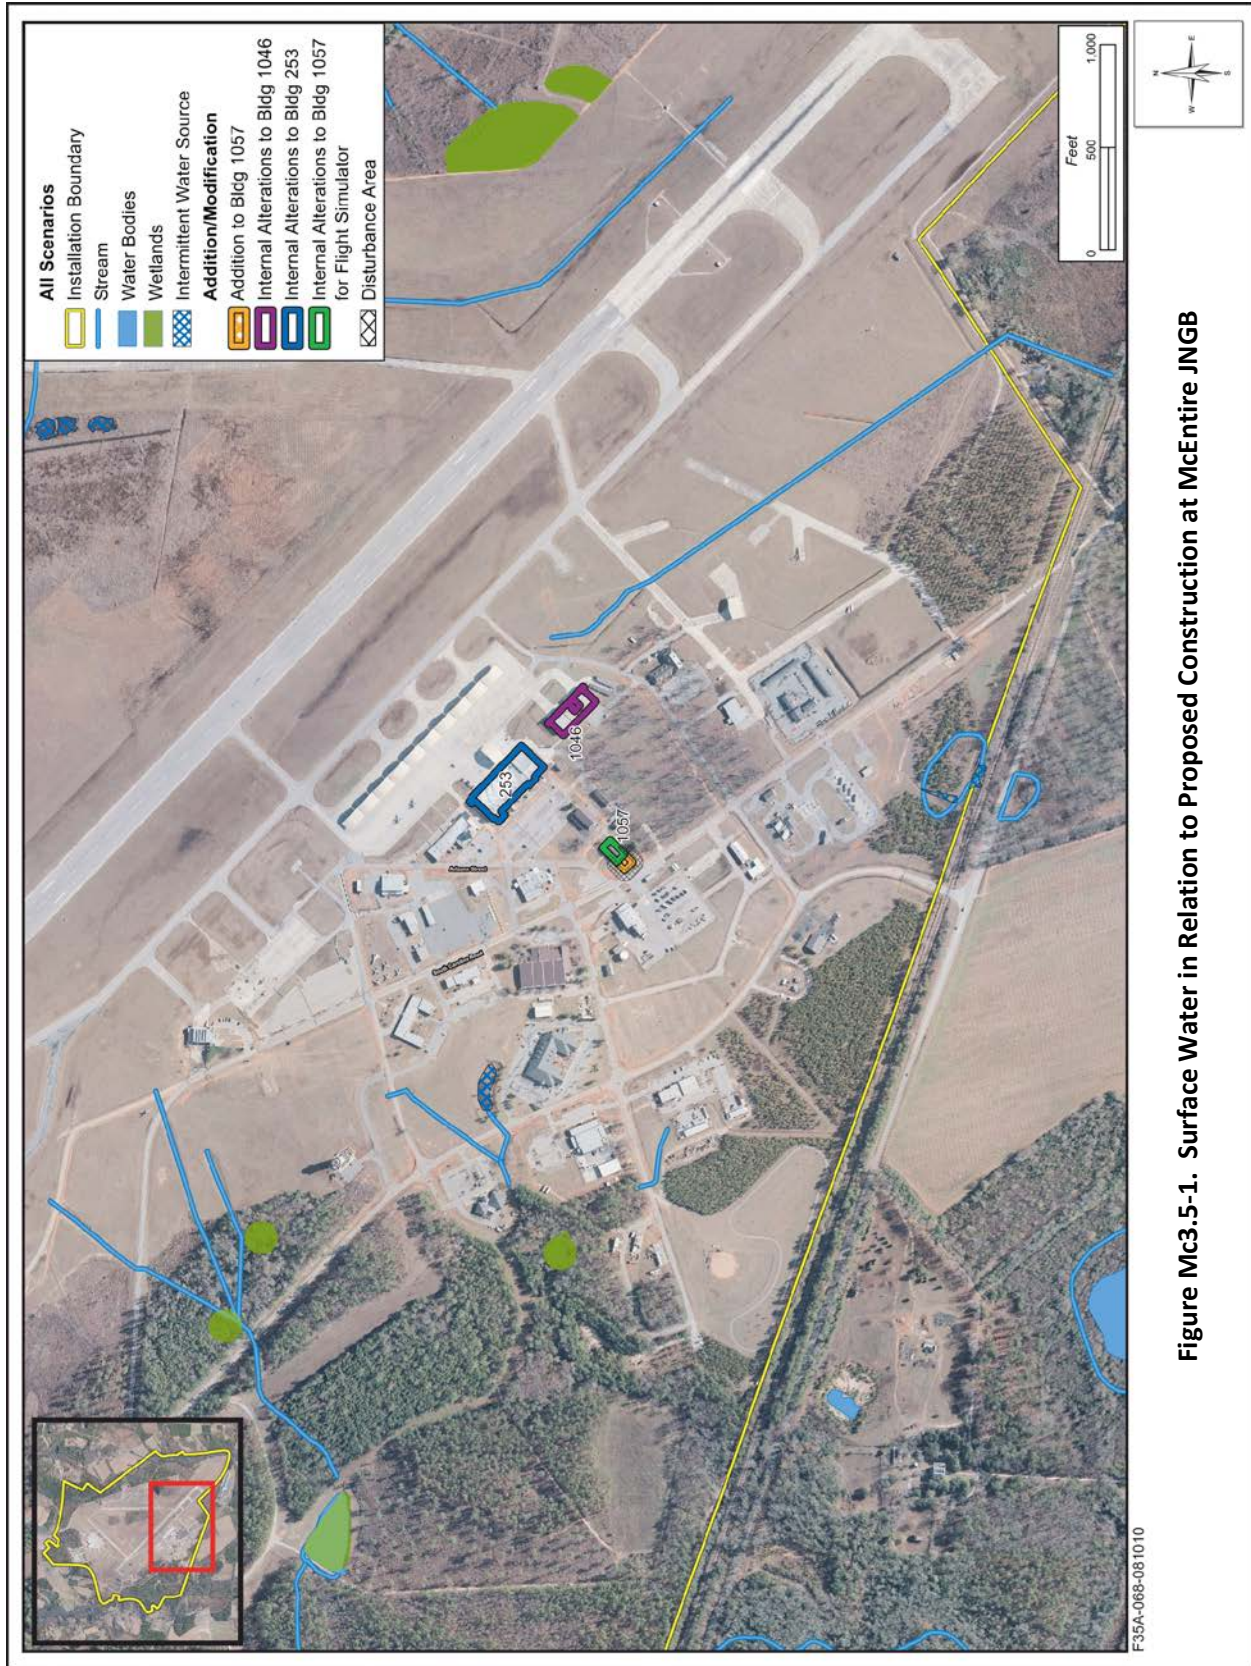 All Scenarios
Installation Boundary
Stream
Water Bodies
Wetlands
Intermittent Water Source
Addition/Modification
Addition to Bldg 1057
Internal Alterations to Bldg 1046
Internal Alterations to Bldg 253
Internal Alterations to Bldg 1057
for Flight Simulator
Disturbance Area
253
1046
1057
South Carolina Road
Feet
0 500 1,000
N
W E
S
F35A-068-081010
Figure Mc3.5-1. Surface Water in Relation to Proposed Construction at McEntire JNGB